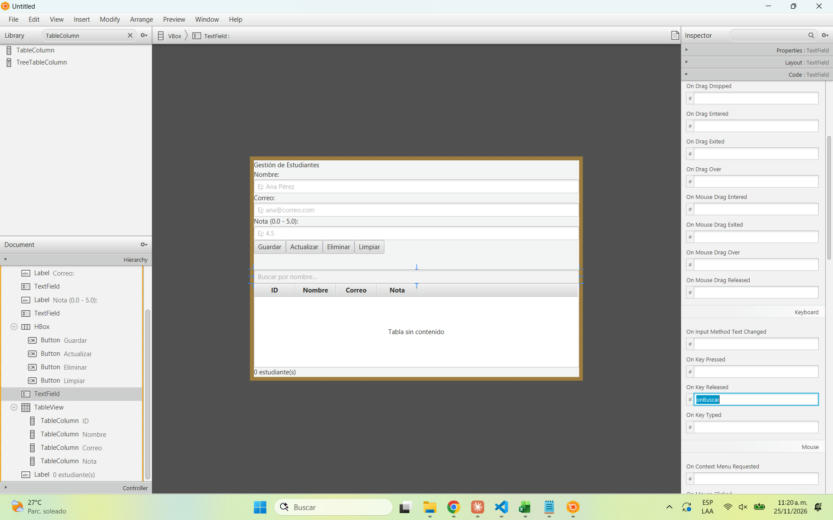 Untitled
File Edit View Insert Modify Arrange Preview Window Help
Library TableColumn
VBox TextField :
Inspector
TableColumn
TreeTableColumn
Properties : TextField
Layout : TextField
Code : TextField
On Drag Dropped
#
On Drag Entered
#
On Drag Exited
#
On Drag Over
#
On Mouse Drag Entered
#
On Mouse Drag Exited
#
On Mouse Drag Over
#
On Mouse Drag Released
#
Keyboard
On Input Method Text Changed
#
On Key Pressed
#
On Key Released
# onBuscar
On Key Typed
#
Mouse
On Context Menu Requested
#
On Mouse Clicked
Gestión de Estudiantes
Nombre:
Ej: Ana Pérez
Correo:
Ej: ana@correo.com
Nota (0.0 - 5.0):
Ej: 4.5
Guardar Actualizar Eliminar Limpiar
Buscar por nombre...
ID Nombre Correo Nota
Tabla sin contenido
0 estudiante(s)
Document
Hierarchy
Label Correo:
TextField
Label Nota (0.0 - 5.0):
TextField
HBox
Button Guardar
Button Actualizar
Button Eliminar
Button Limpiar
TextField
TableView
TableColumn ID
TableColumn Nombre
TableColumn Correo
TableColumn Nota
Label 0 estudiante(s)
Controller
27°C
Parc. soleado
Buscar
ESP
LAA
11:20 a. m.
25/11/2026